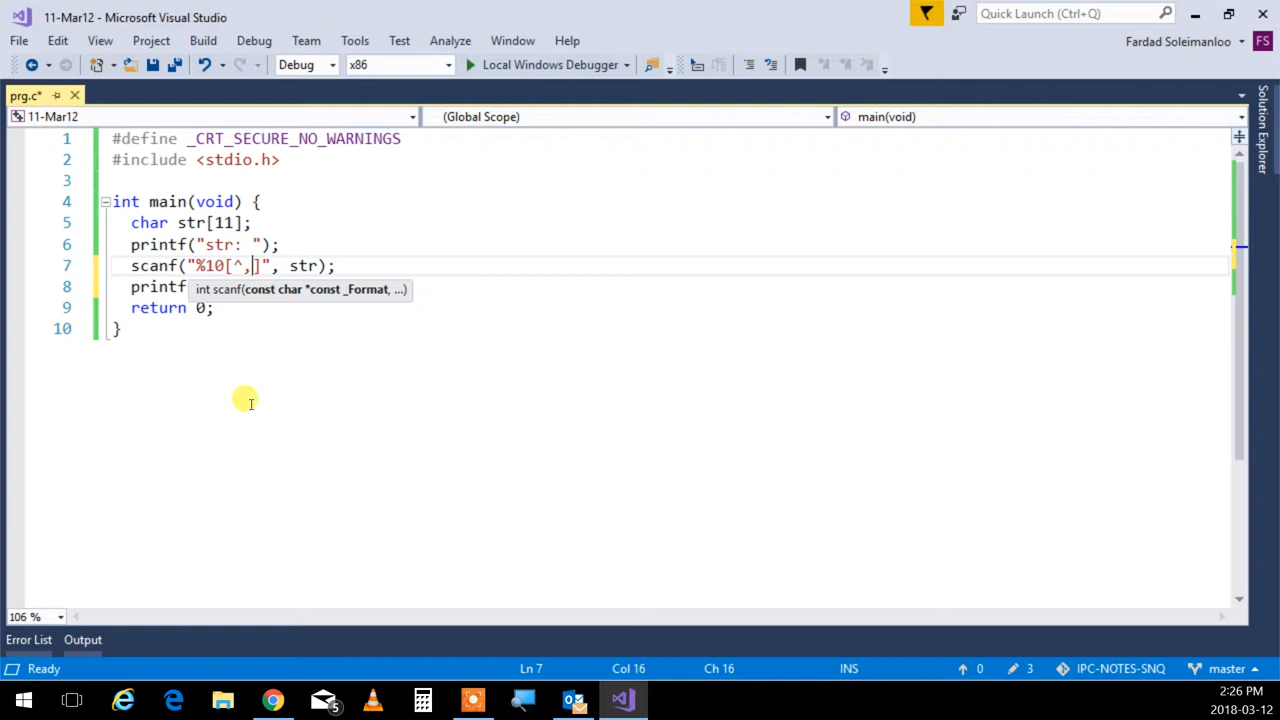 11-Mar12 - Microsoft Visual Studio
Quick Launch (Ctrl+Q)
File Edit View Project Build Debug Team Tools Test Analyze Window Help
Fardad Soleimanloo FS
Debug x86 Local Windows Debugger
prg.c*
11-Mar12 (Global Scope) main(void)
Solution Explorer
1 #define _CRT_SECURE_NO_WARNINGS
2 #include <stdio.h>
3
4 int main(void) {
5 char str[11];
6 printf("str: ");
7 scanf("%10[^,]", str);
8 printf
int scanf(const char *const _Format, ...)
9 return 0;
10 }
106 %
Error List Output
Ready Ln 7 Col 16 Ch 16 INS 0 3 IPC-NOTES-SNQ master
5
2:26 PM
2018-03-12